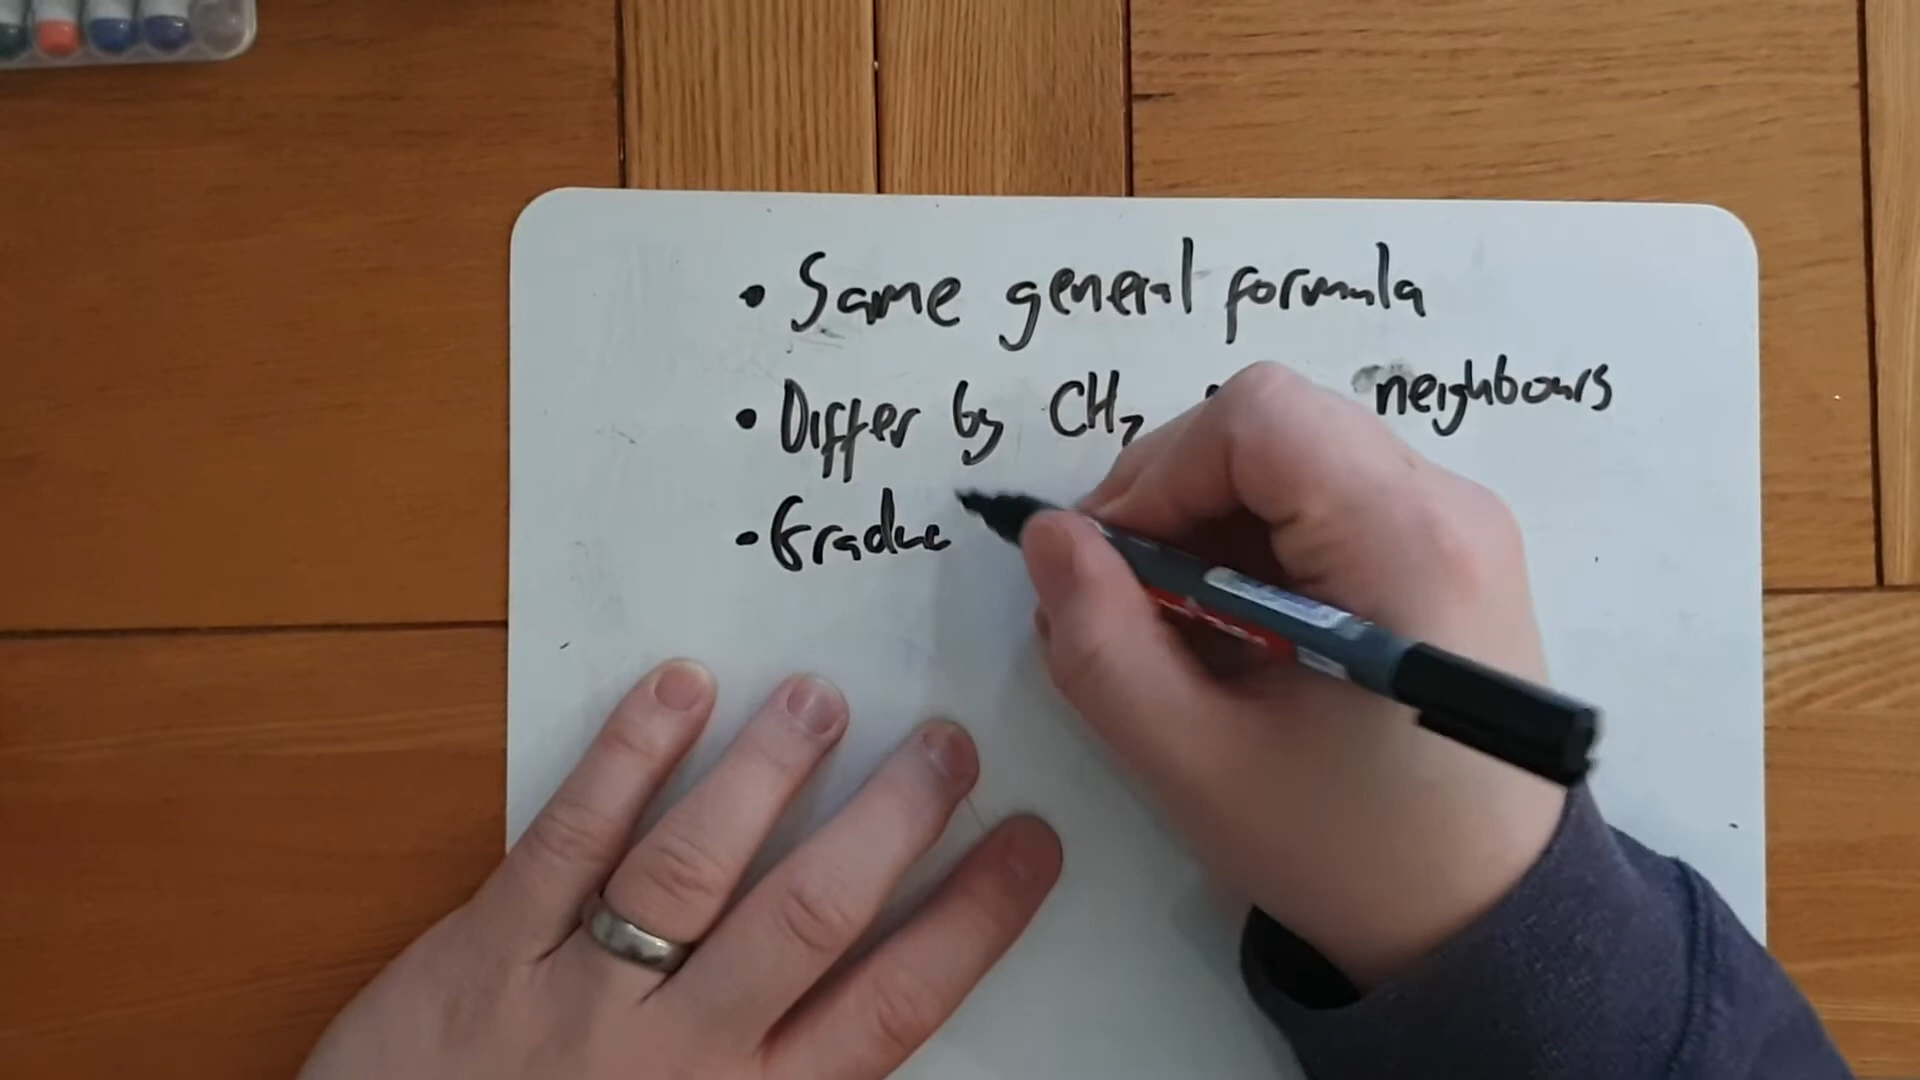 • Same general formula
• Differ by CH₂ neighbours
• Gradu